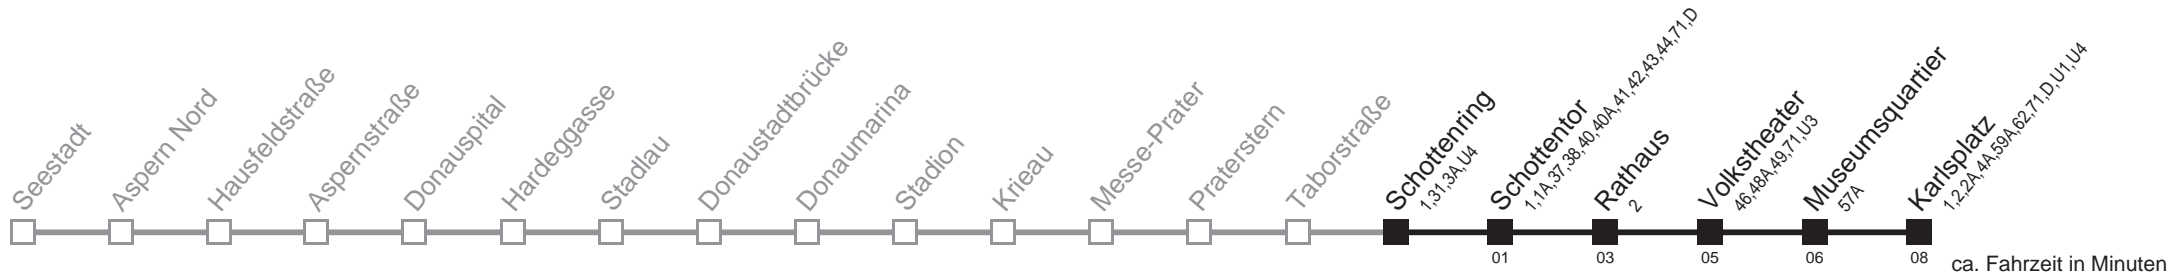 Seestadt
Aspern Nord
Hausfeldstraße
Aspernstraße
Donauspital
Hardeggasse
Stadlau
Donaustadtbrücke
Donaumarina
Stadion
Krieau
Messe-Prater
Praterstern
Taborstraße
Schottenring
1,31,3A,U4
Schottentor
1,1A,37,38,40,40A,41,42,43,44,71,D
Rathaus
2
Volkstheater
46,48A,49,71,U3
Museumsquartier
57A
Karlsplatz
1,2,2A,4A,59A,62,71,D,U1,U4
01 03 05 06 08
ca. Fahrzeit in Minuten